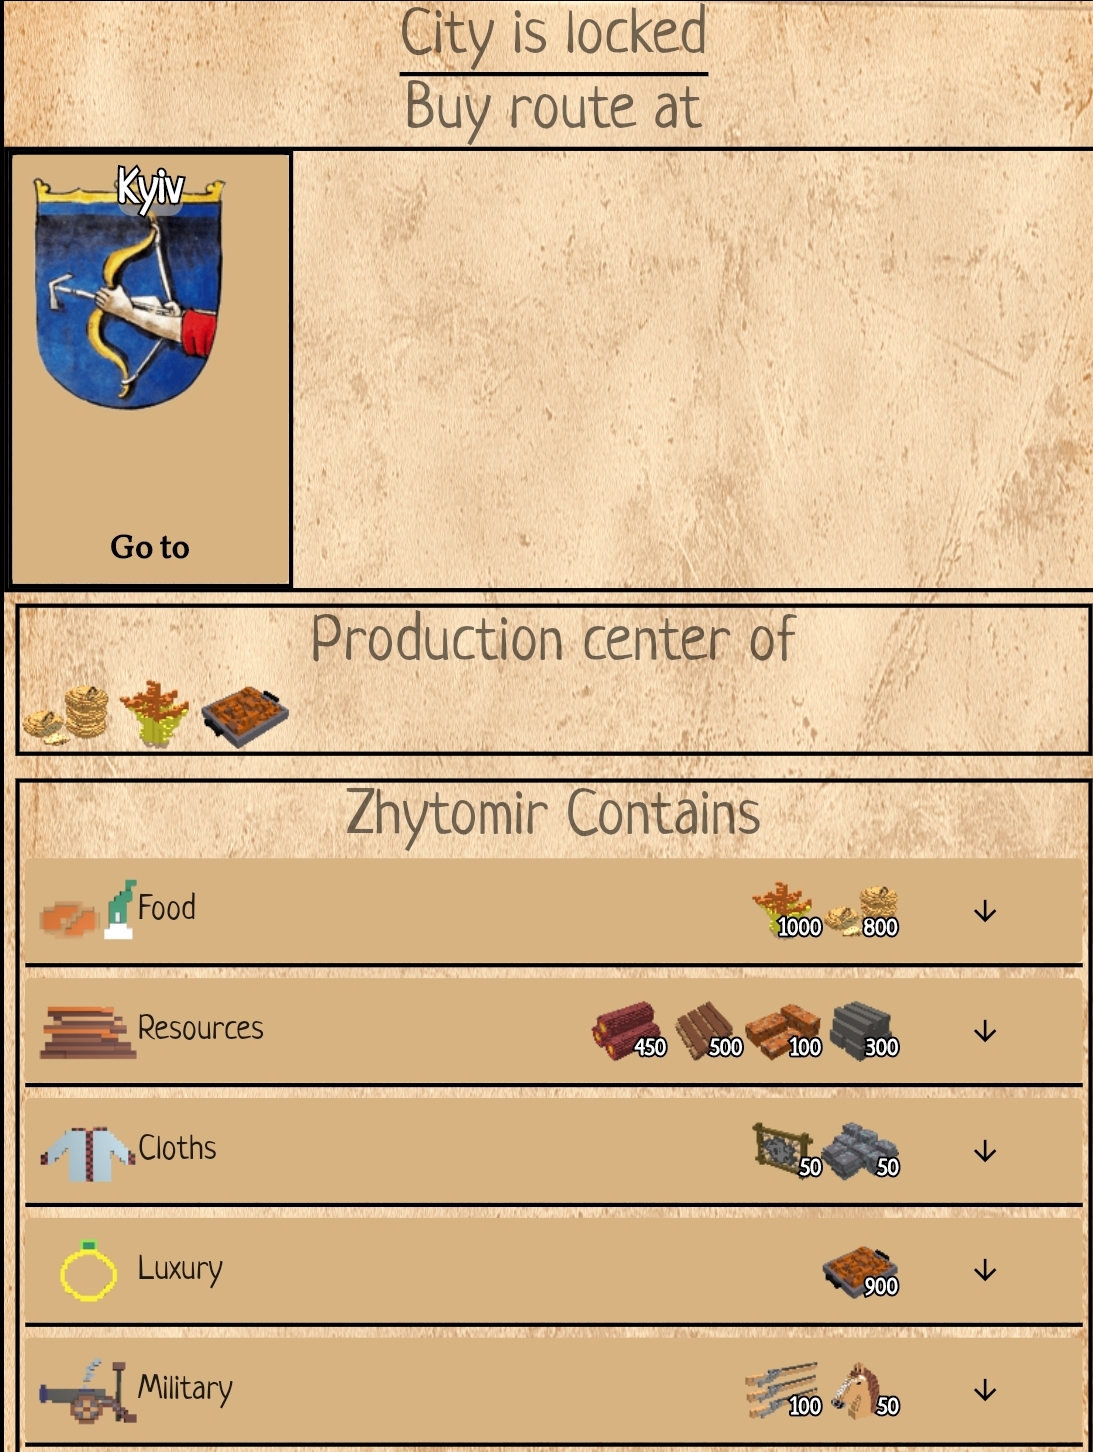 City is locked
Buy route at
Kyiv
Go to
Production center of
Zhytomir Contains
Food 1000 800
Resources 450 500 100 300
Cloths 50 50
Luxury 900
Military 100 50